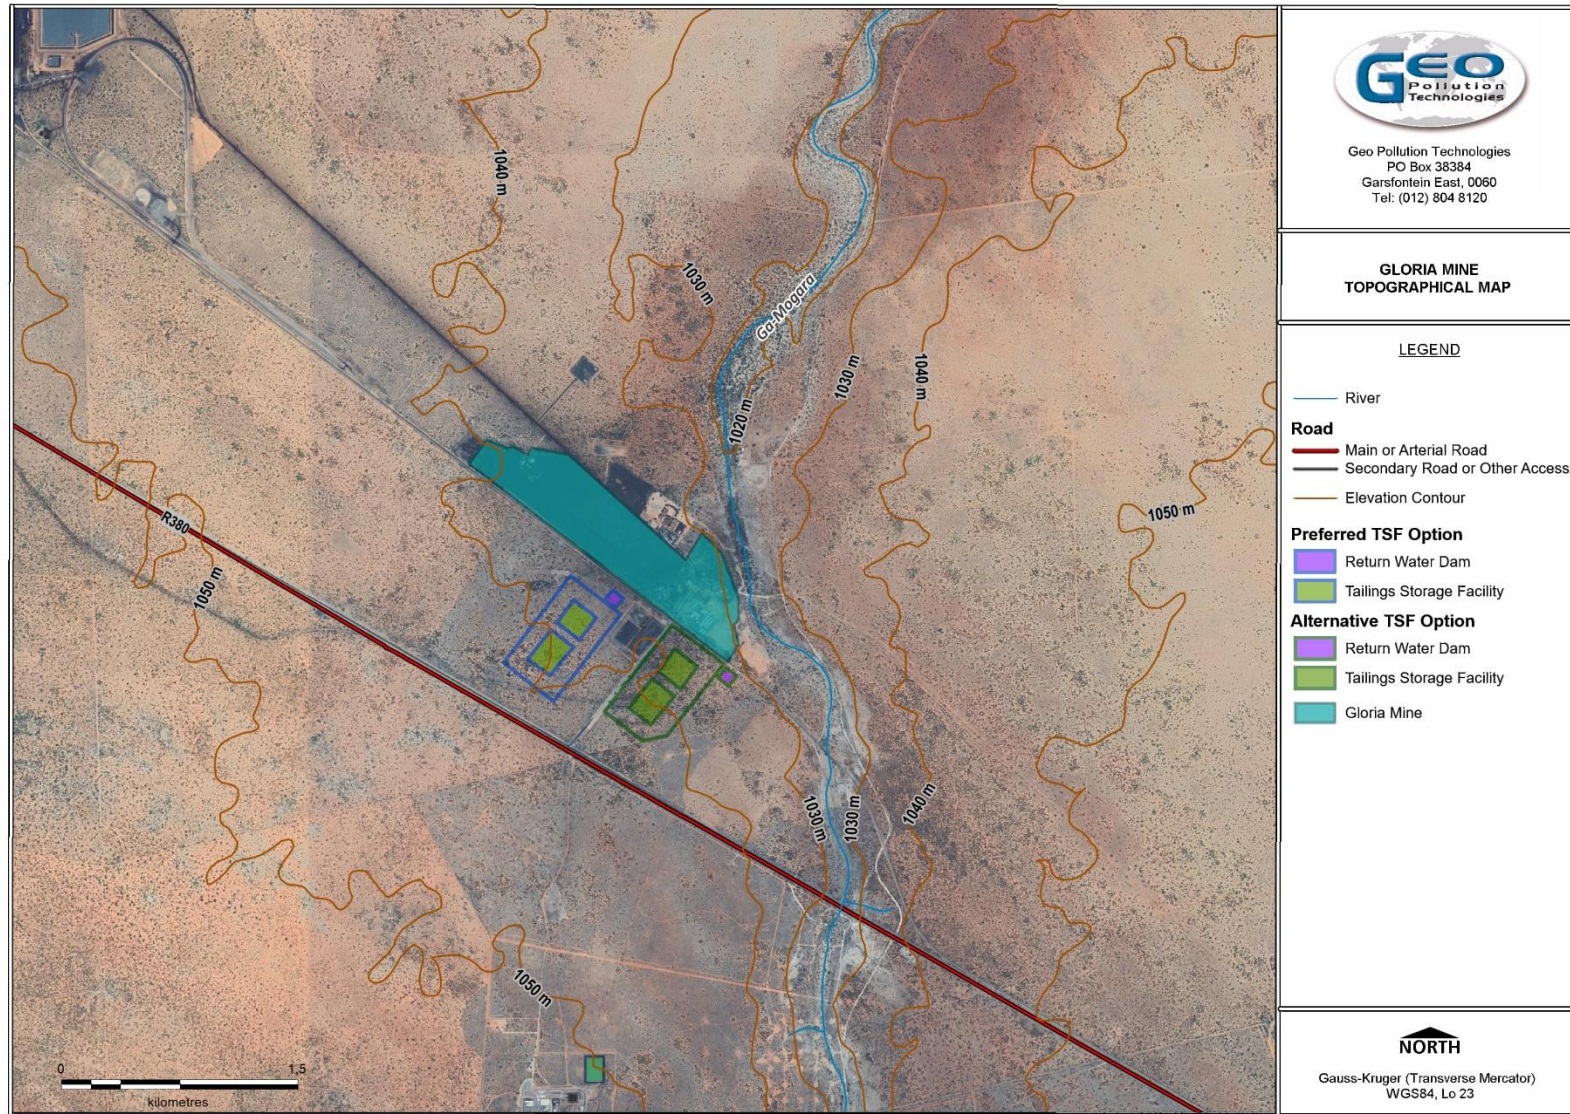 1040 m
1030 m
Ga-Mogara
1030 m
1040 m
1020 m
R380
1050 m
1050 m
1030 m
1030 m
1040 m
1050 m
0
1,5
kilometres
GEO
Pollution
Technologies
Geo Pollution Technologies
PO Box 38384
Garsfontein East, 0060
Tel: (012) 804 8120
GLORIA MINE
TOPOGRAPHICAL MAP
LEGEND
River
Road
Main or Arterial Road
Secondary Road or Other Access
Elevation Contour
Preferred TSF Option
Return Water Dam
Tailings Storage Facility
Alternative TSF Option
Return Water Dam
Tailings Storage Facility
Gloria Mine
NORTH
Gauss-Kruger (Transverse Mercator)
WGS84, Lo 23